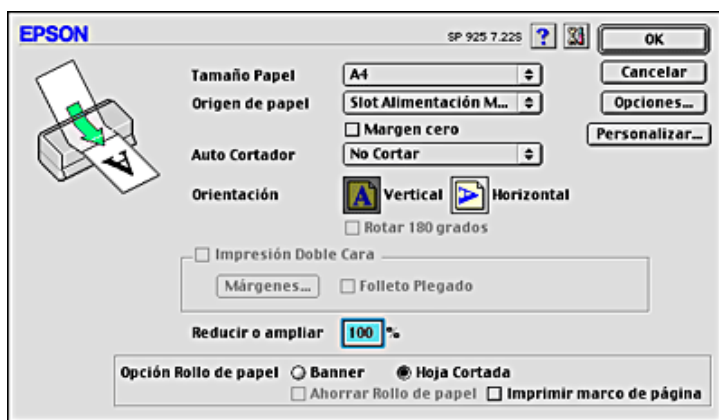 EPSON
SP 925 7.22S
?
OK
Tamaño Papel
A4
Cancelar
Origen de papel
Slot Alimentación M...
Opciones...
Margen cero
Personalizar...
Auto Cortador
No Cortar
Orientación
A Vertical A Horizontal
Rotar 180 grados
Impresión Doble Cara
Márgenes...
Folleto Plegado
Reducir o ampliar
100 %
Opción Rollo de papel Banner Hoja Cortada
Ahorrar Rollo de papel Imprimir marco de página
A